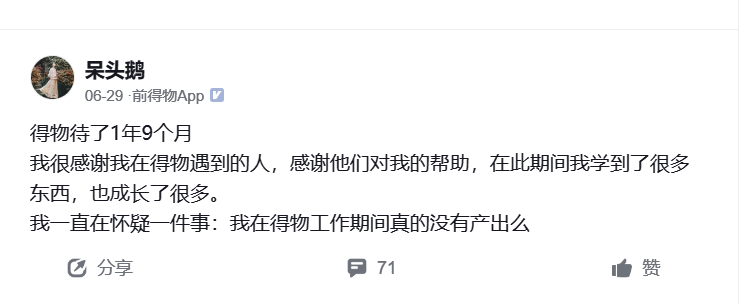 呆头鹅
06-29 ·前得物App
得物待了1年9个月
我很感谢我在得物遇到的人，感谢他们对我的帮助，在此期间我学到了很多
东西，也成长了很多。
我一直在怀疑一件事：我在得物工作期间真的没有产出么
分享 71 赞